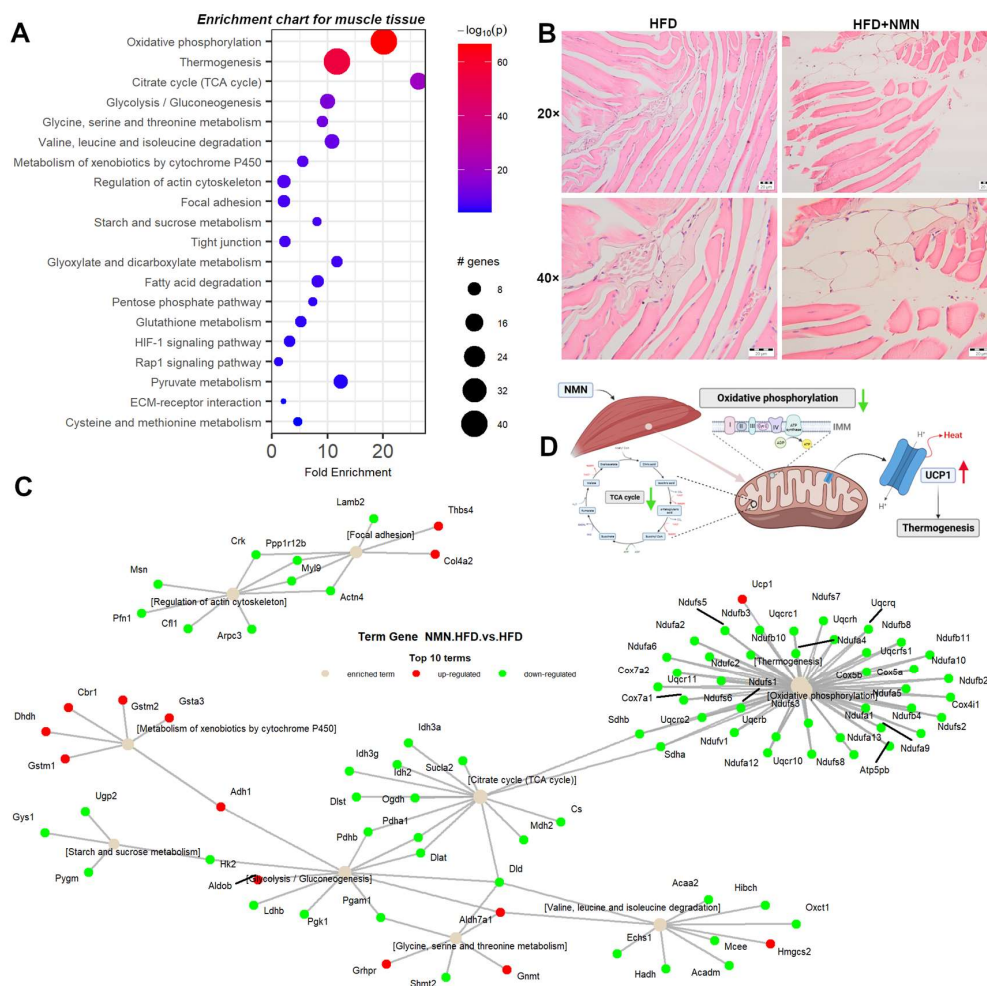 A
Enrichment chart for muscle tissue
Oxidative phosphorylation
Thermogenesis
Citrate cycle (TCA cycle)
Glycolysis / Gluconeogenesis
Glycine, serine and threonine metabolism
Valine, leucine and isoleucine degradation
Metabolism of xenobiotics by cytochrome P450
Regulation of actin cytoskeleton
Focal adhesion
Starch and sucrose metabolism
Tight junction
Glyoxylate and dicarboxylate metabolism
Fatty acid degradation
Pentose phosphate pathway
Glutathione metabolism
HIF-1 signaling pathway
Rap1 signaling pathway
Pyruvate metabolism
ECM-receptor interaction
Cysteine and methionine metabolism
0 10 20
Fold Enrichment
−log10(p)
60
40
20
# genes
8
16
24
32
40
B
HFD
HFD+NMN
20×
40×
D
NMN
Oxidative phosphorylation
I II III IV
ATP synthase
IMM
ADP
ATP
TCA cycle
H+
Heat
UCP1
H+
Thermogenesis
C
Lamb2
Thbs4
Crk
Ppp1r12b
[Focal adhesion]
Col4a2
Msn
Myl9
[Regulation of actin cytoskeleton]
Actn4
Pfn1
Cfl1
Arpc3
Term Gene NMN.HFD.vs.HFD
Top 10 terms
enriched term
up-regulated
down-regulated
Ucp1
Ndufs5
Ndufb3
Ndufs7
Uqcrc1
Uqcrq
Uqcrh
Ndufa2
Ndufb10
Ndufa4
Ndufb8
Ndufa6
Uqcrfs1
Ndufb11
Cox7a2
Ndufc2
[Thermogenesis]
Ndufa10
Uqcr11
Ndufs1
Cox5b
Cox5a
Ndufb2
Cox7a1
Ndufs6
[Oxidative phosphorylation]
Ndufa5
Cox4i1
Ndufs3
Uqcrc2
Uqcrb
Ndufa1
Ndufb4
Ndufs2
Sdhb
Ndufa13
Ndufa9
Sdha
Ndufv1
Ndufa12
Uqcr10
Ndufs8
Atp5pb
Cbr1
Gstm2
Gsta3
Dhdh
[Metabolism of xenobiotics by cytochrome P450]
Gstm1
Adh1
Idh3a
Idh3g
Idh2
Sucla2
[Citrate cycle (TCA cycle)]
Dlst
Ogdh
Cs
Pdha1
Mdh2
Pdhb
Dlat
Dld
Ugp2
Gys1
[Starch and sucrose metabolism]
Hk2
Pygm
Aldob
[Glycolysis / Gluconeogenesis]
Ldhb
Pgk1
Pgam1
Aldh7a1
[Glycine, serine and threonine metabolism]
Grhpr
Shmt2
Gnmt
[Valine, leucine and isoleucine degradation]
Acaa2
Hibch
Oxct1
Echs1
Mcee
Hmgcs2
Hadh
Acadm